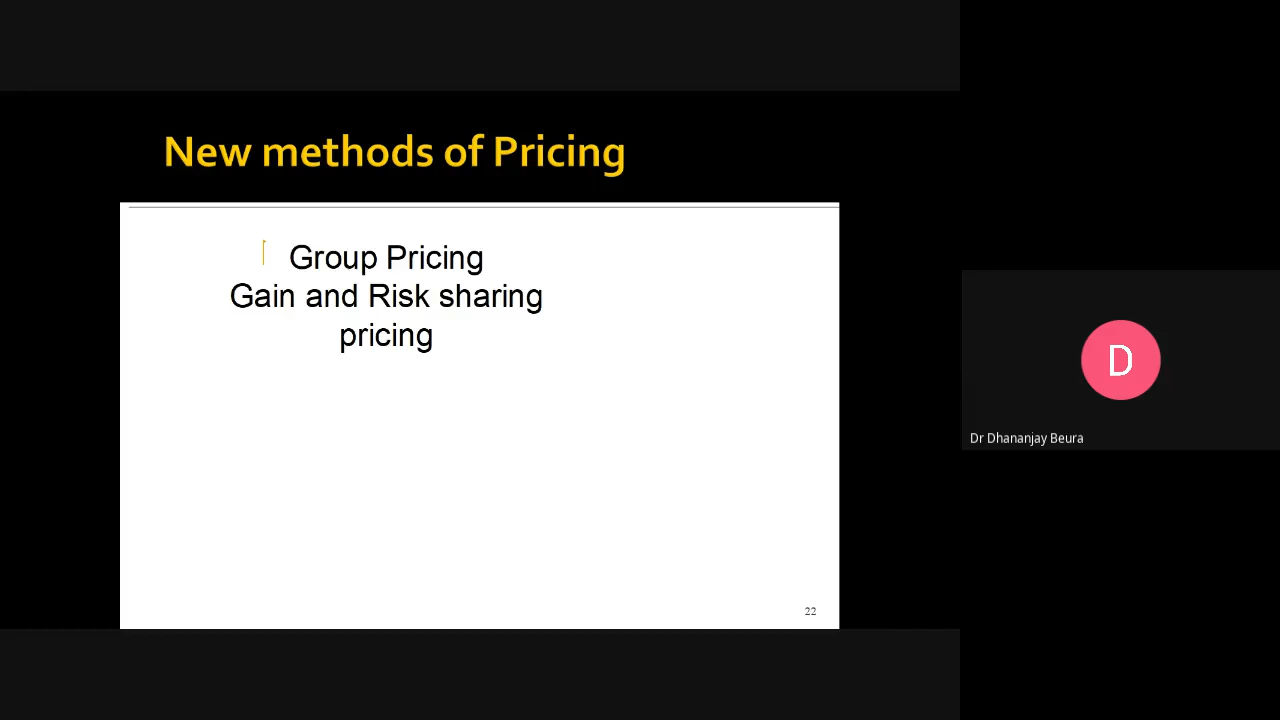 New methods of Pricing
Group Pricing
Gain and Risk sharing
pricing
22
D
Dr Dhananjay Beura